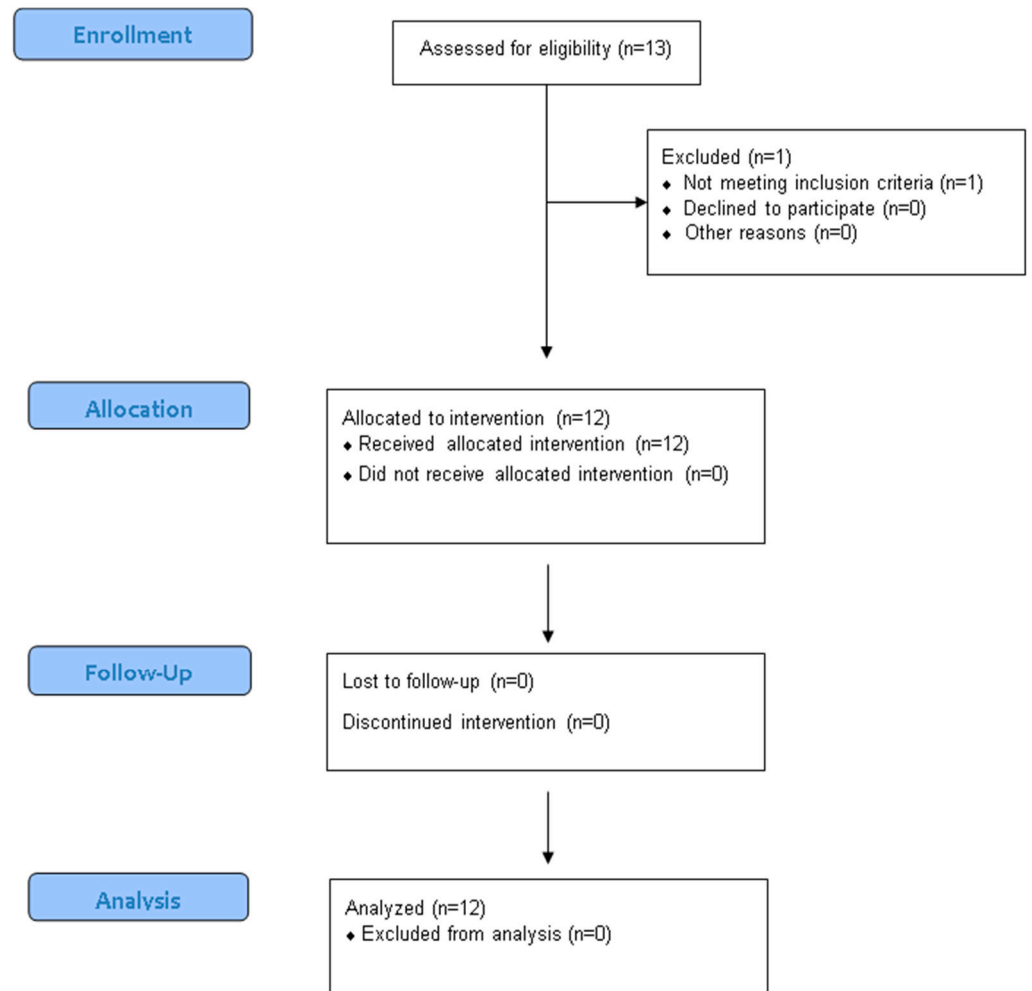 Enrollment
Assessed for eligibility (n=13)
Excluded (n=1)
◆ Not meeting inclusion criteria (n=1)
◆ Declined to participate (n=0)
◆ Other reasons (n=0)
Allocation
Allocated to intervention (n=12)
◆ Received allocated intervention (n=12)
◆ Did not receive allocated intervention (n=0)
Follow-Up
Lost to follow-up (n=0)
Discontinued intervention (n=0)
Analysis
Analyzed (n=12)
◆ Excluded from analysis (n=0)